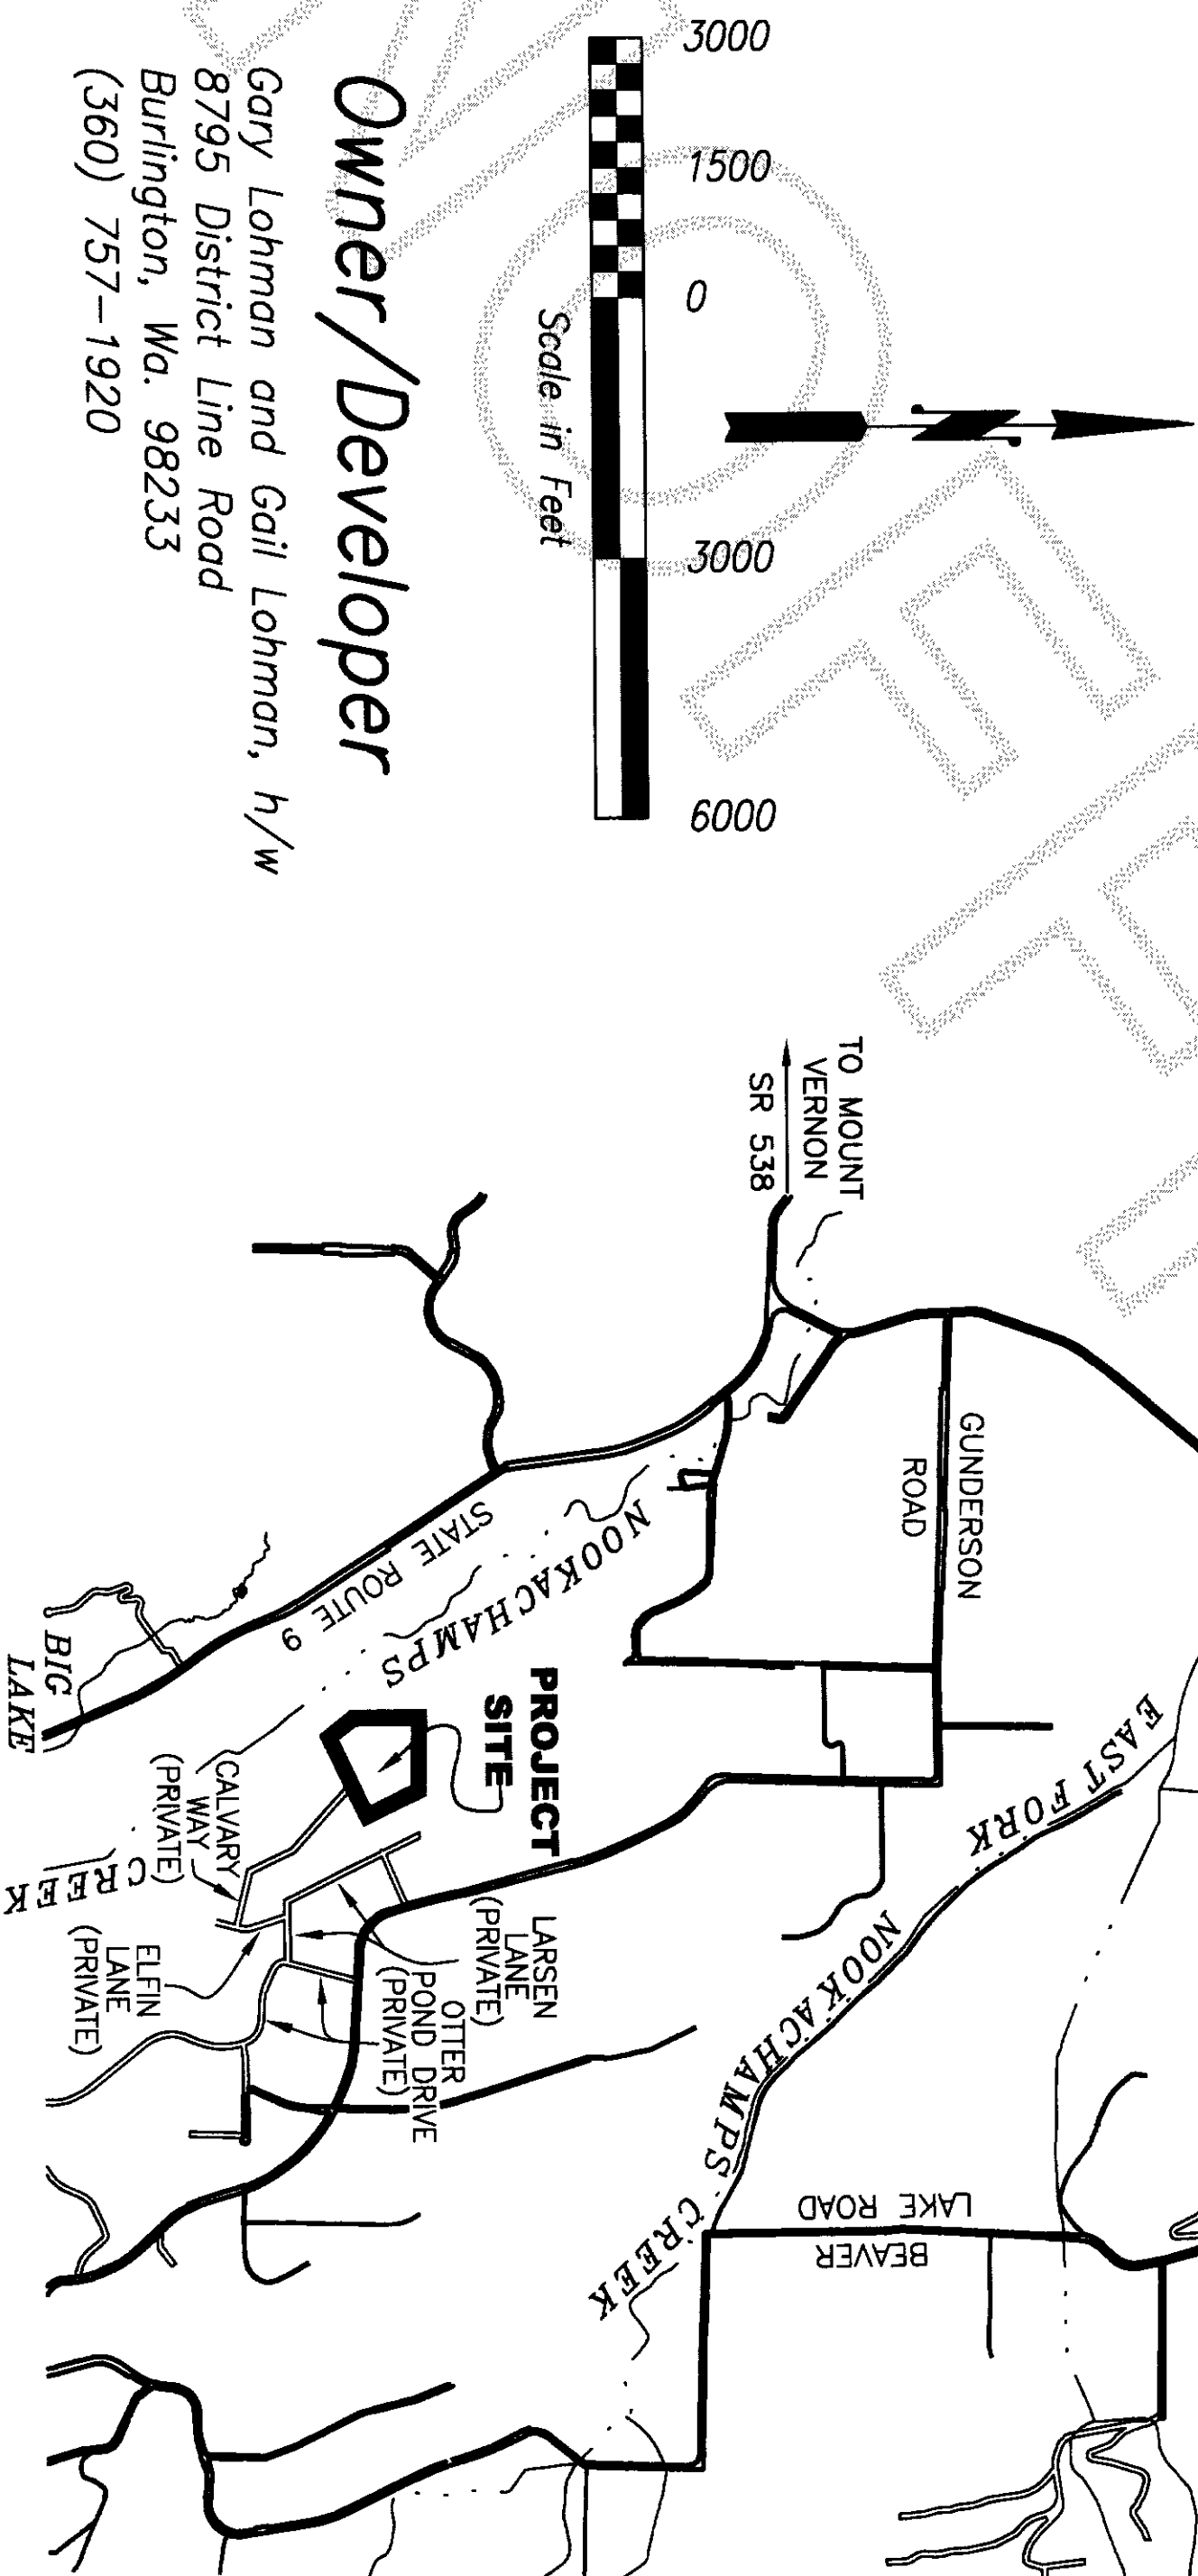 3000
1500
0
3000
6000
Scale in Feet
Owner/Developer
Gary Lohman and Gail Lohman, h/w
8795 District Line Road
Burlington, Wa. 98233
(360) 757-1920
TO MOUNT
VERNON
SR 538
GUNDERSON
ROAD
EAST FORK
NOOKACHAMPS
CREEK
LAKE ROAD
BEAVER
NOOKACHAMPS
CREEK
STATE ROUTE 9
PROJECT
SITE
BIG
LAKE
CALVARY
WAY
(PRIVATE)
LARSEN
LANE
(PRIVATE)
OTTER
POND DRIVE
(PRIVATE)
ELFIN
LANE
(PRIVATE)